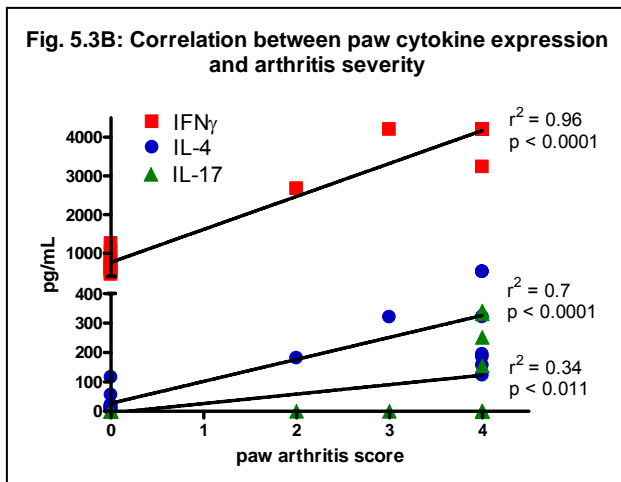 Fig. 5.3B: Correlation between paw cytokine expression
and arthritis severity
IFNγ
IL-4
IL-17
r² = 0.96
p < 0.0001
4000
3000
2000
1000
pg/mL
400
300
200
100
0
r² = 0.7
p < 0.0001
r² = 0.34
p < 0.011
0 1 2 3 4
paw arthritis score